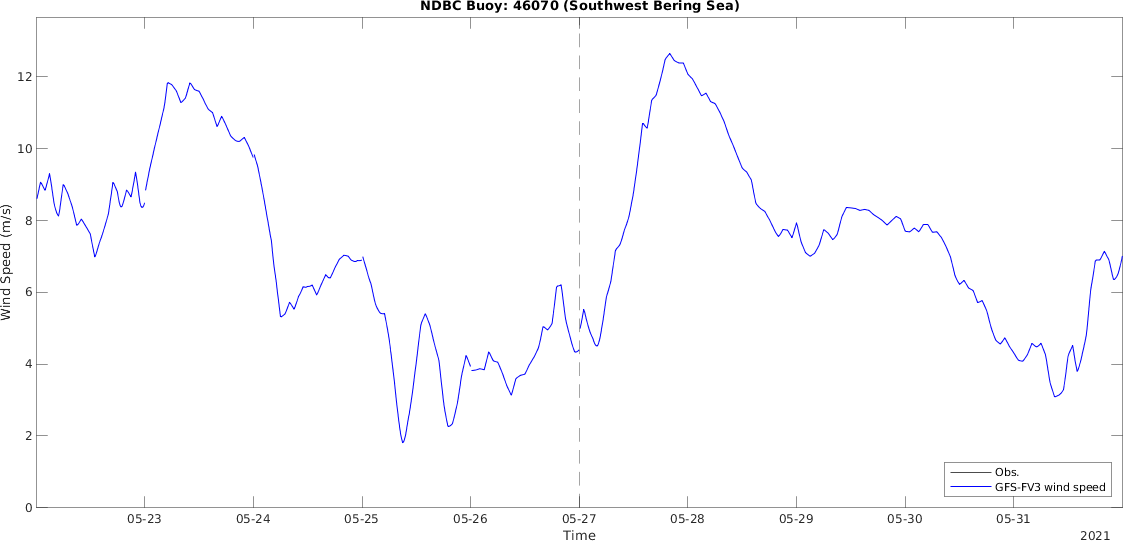 NDBC Buoy: 46070 (Southwest Bering Sea)
Wind Speed (m/s)
12
10
8
6
4
2
0
05-23 05-24 05-25 05-26 05-27 05-28 05-29 05-30 05-31
Time
2021
Obs.
GFS-FV3 wind speed